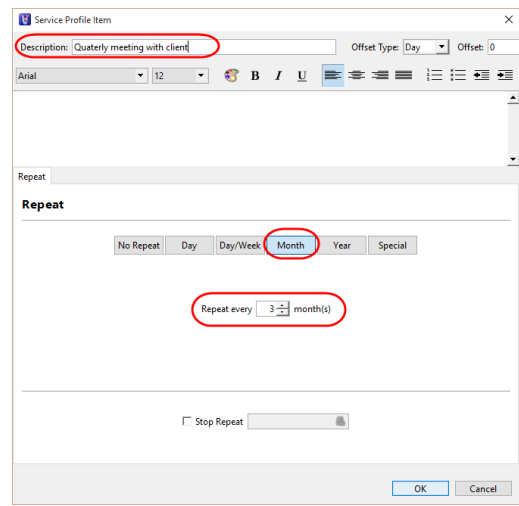 Service Profile Item
Description: Quaterly meeting with client Offset Type: Day Offset: 0
Arial 12 B I U
Repeat
Repeat
No Repeat Day Day/Week Month Year Special
Repeat every 3 month(s)
Stop Repeat
OK Cancel